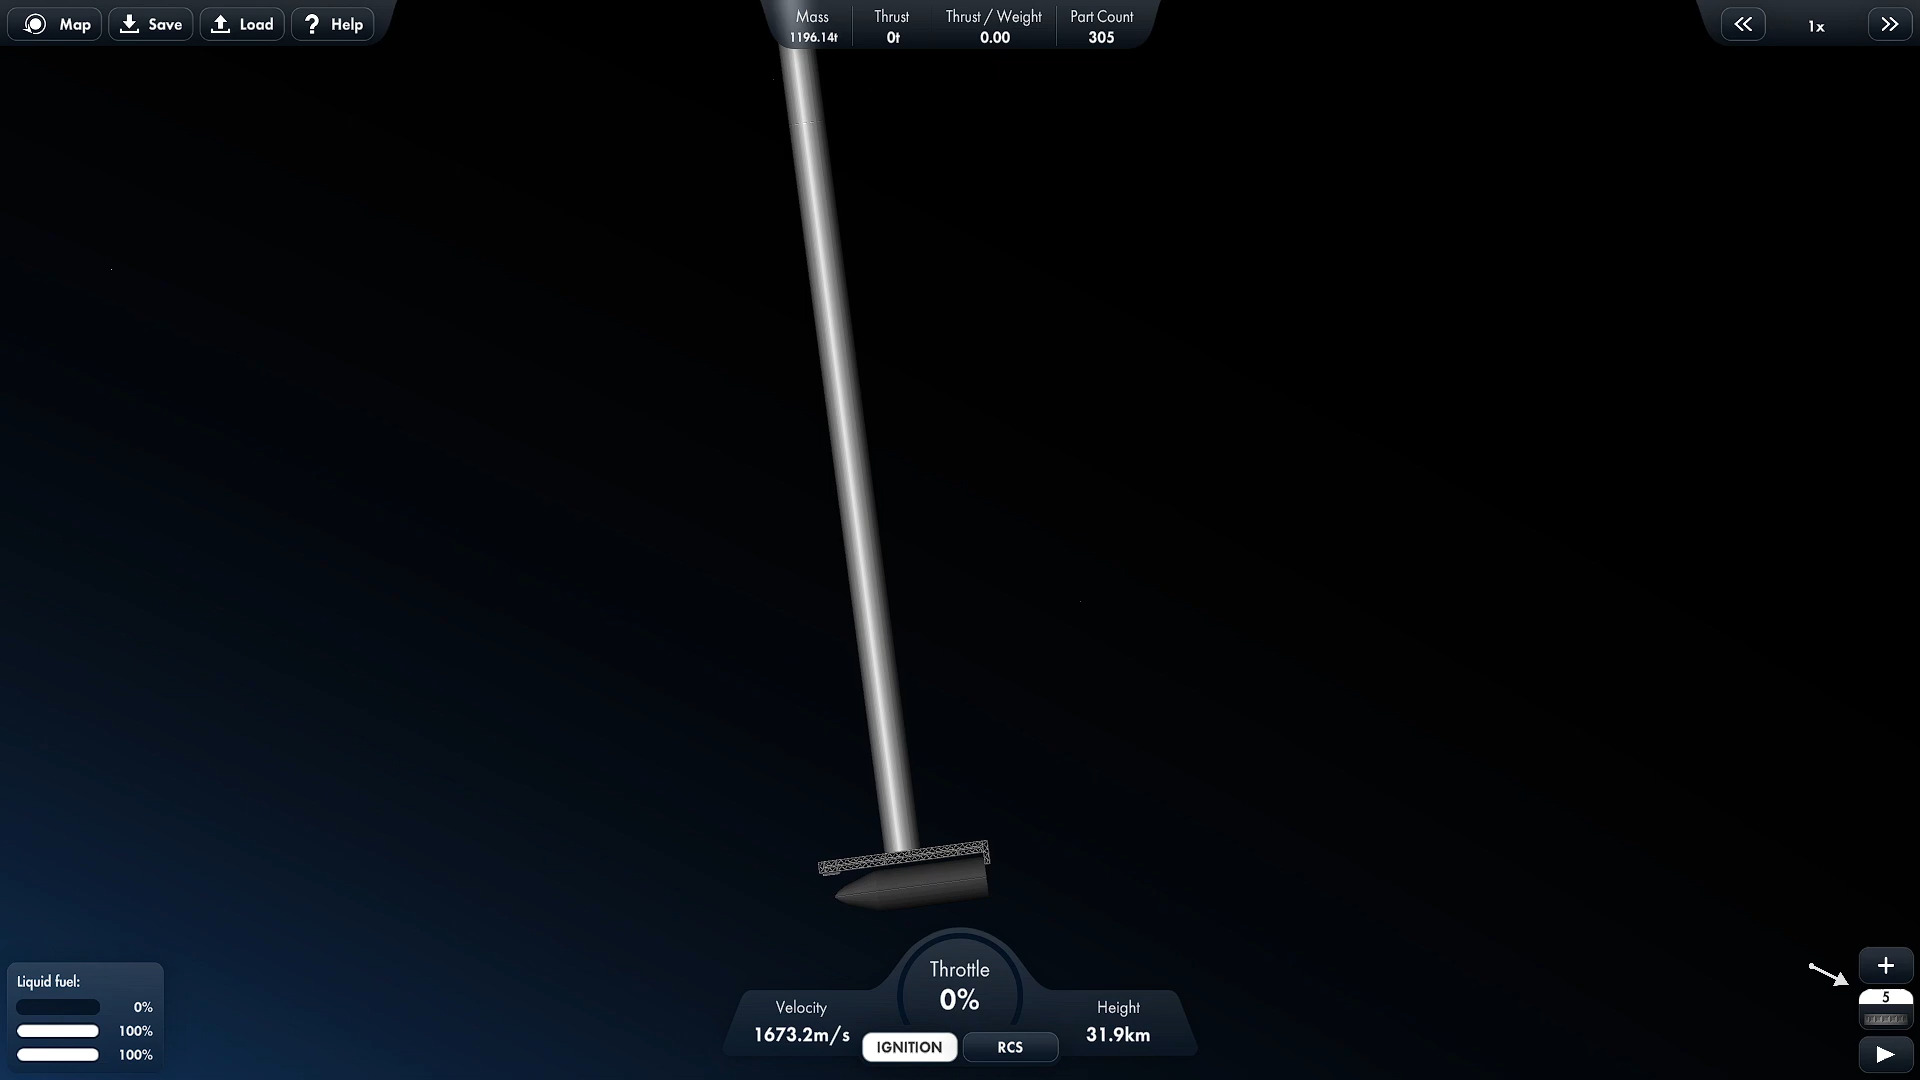 Map
Save
Load
Help
Mass
1196.14t
Thrust
0t
Thrust / Weight
0.00
Part Count
305
1x
Liquid fuel:
0%
100%
100%
Throttle
0%
Velocity
1673.2m/s
Height
31.9km
IGNITION
RCS
5